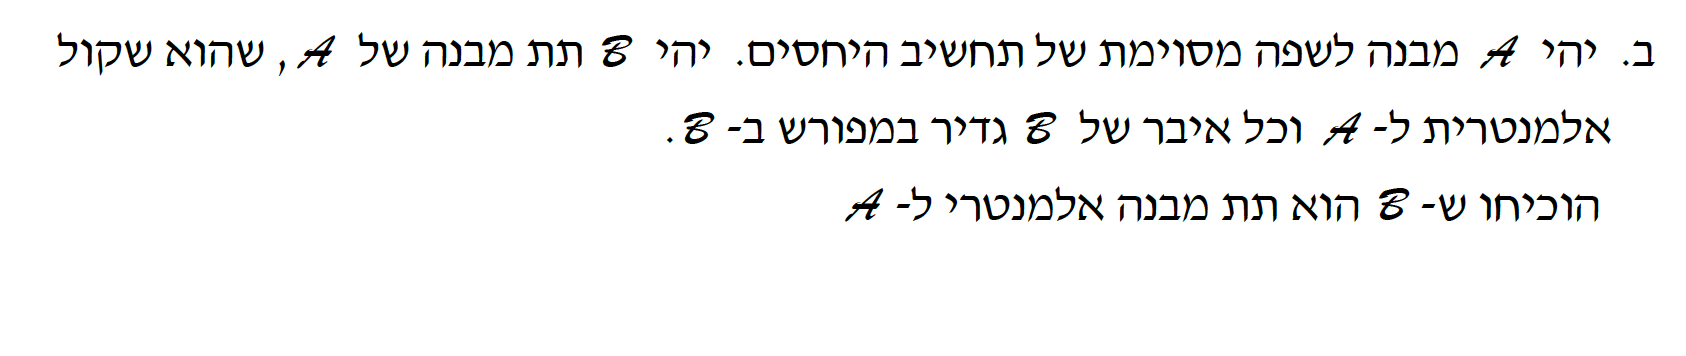 ב. יהי 𝓐 מבנה לשפה מסוימת של תחשיב היחסים. יהי 𝓑 תת מבנה של 𝓐, שהוא שקול
אלמנטרית ל- 𝓐 וכל איבר של 𝓑 גדיר במפורש ב- 𝓑.
הוכיחו ש- 𝓑 הוא תת מבנה אלמנטרי ל- 𝓐